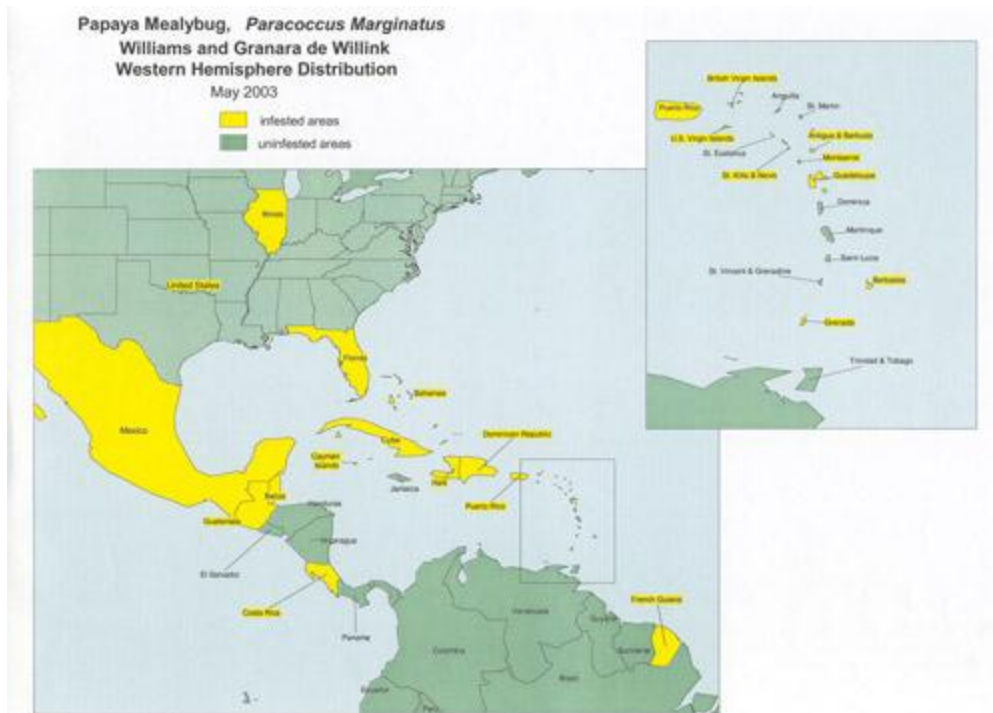 Papaya Mealybug, Paracoccus Marginatus
Williams and Granara de Willink
Western Hemisphere Distribution
May 2003
infested areas
uninfested areas
British Virgin Islands
Puerto Rico
Anguilla
St. Martin
U.S. Virgin Islands
Antigua & Barbuda
St. Eustatius
Montserrat
St. Kitts & Nevis
Guadeloupe
Dominica
Martinique
Saint Lucia
St. Vincent & Grenadine
Barbados
Grenada
Trinidad & Tobago
Illinois
United States
Florida
Bahamas
Mexico
Cuba
Dominican Republic
Cayman
Islands
Jamaica
Haiti
Puerto Rico
Belize
Honduras
Guatemala
Nicaragua
El Salvador
Costa Rica
Panama
French Guiana
Venezuela
Guyana
Suriname
Colombia
Brazil
Ecuador
Peru